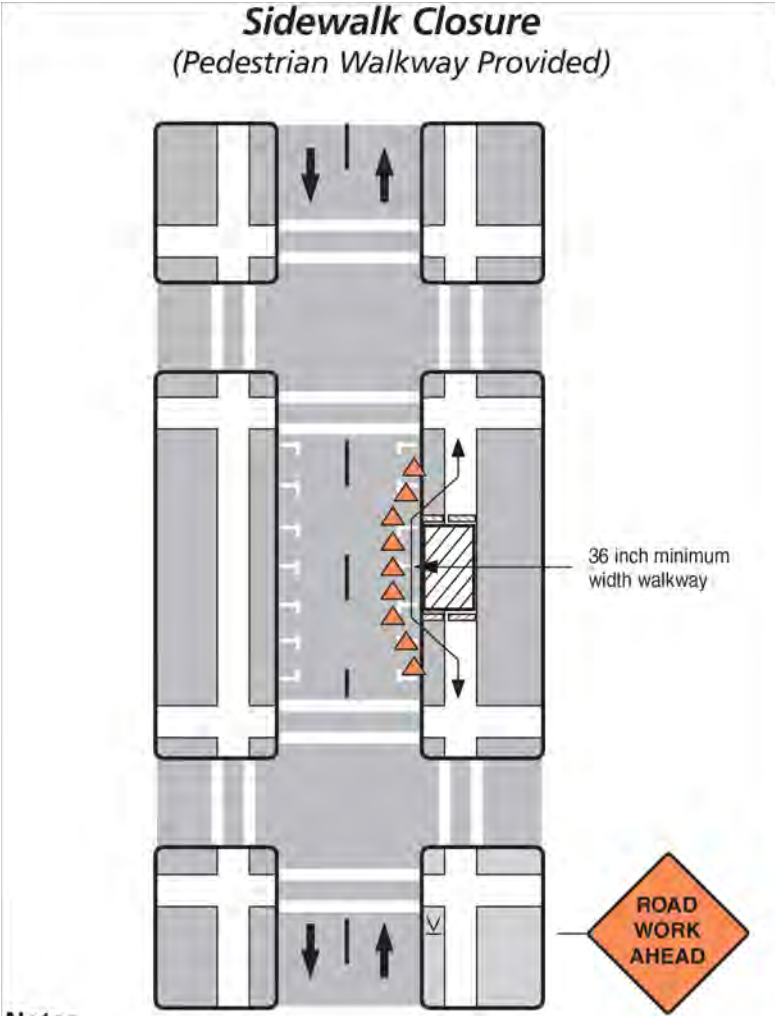 Sidewalk Closure
(Pedestrian Walkway Provided)
36 inch minimum
width walkway
ROAD
WORK
AHEAD